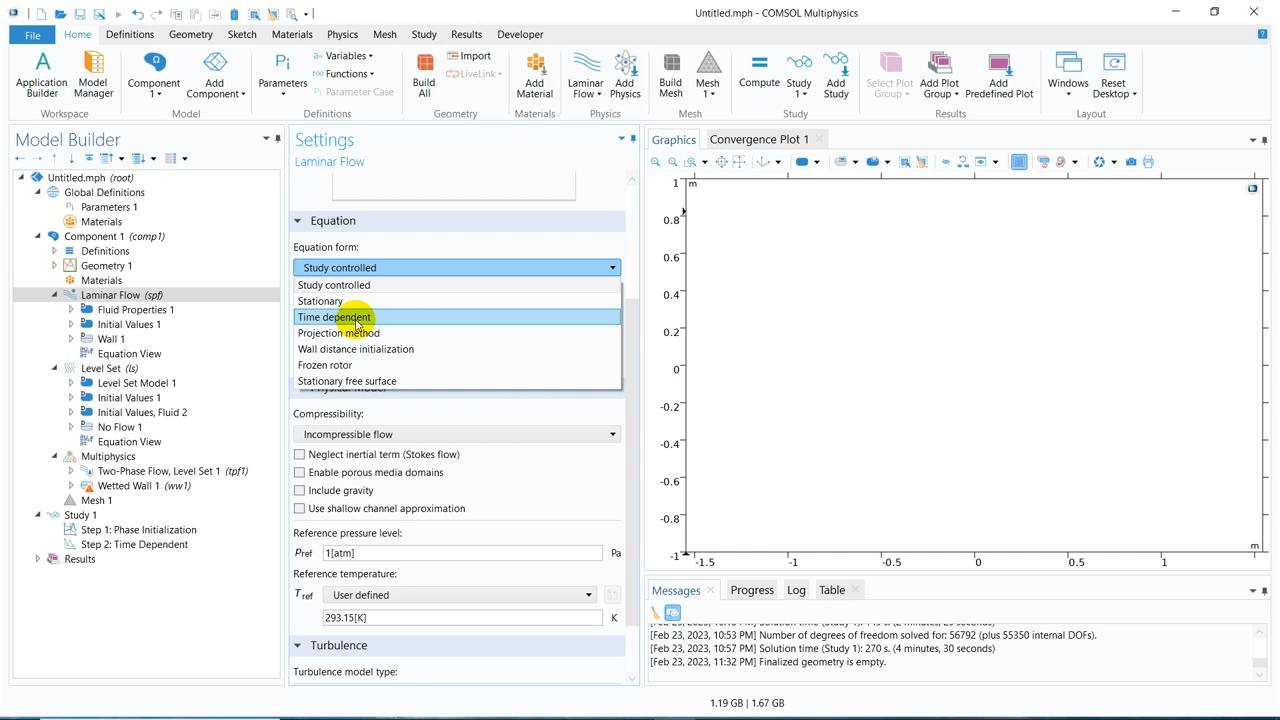 Untitled.mph - COMSOL Multiphysics
File
Home
Definitions
Geometry
Sketch
Materials
Physics
Mesh
Study
Results
Developer
Application Builder
Model Manager
Workspace
Component 1
Add Component
Model
Pi
Parameters
a= Variables
f(x) Functions
Pi Parameter Case
Definitions
Build All
Import
LiveLink
Geometry
Add Material
Materials
Laminar Flow
Add Physics
Physics
Build Mesh
Mesh 1
Mesh
Compute
Study 1
Add Study
Study
Select Plot Group
Add Plot Group
Add Predefined Plot
Results
Windows
Reset Desktop
Layout
Model Builder
Untitled.mph (root)
Global Definitions
Pi Parameters 1
Materials
Component 1 (comp1)
Definitions
Geometry 1
Materials
Laminar Flow (spf)
Fluid Properties 1
Initial Values 1
Wall 1
Equation View
Level Set (ls)
Level Set Model 1
Initial Values 1
Initial Values, Fluid 2
No Flow 1
Equation View
Multiphysics
Two-Phase Flow, Level Set 1 (tpf1)
Wetted Wall 1 (ww1)
Mesh 1
Study 1
Step 1: Phase Initialization
Step 2: Time Dependent
Results
Settings
Laminar Flow
Equation
Equation form:
Study controlled
Study controlled
Stationary
Time dependent
Projection method
Wall distance initialization
Frozen rotor
Stationary free surface
Compressibility:
Incompressible flow
Neglect inertial term (Stokes flow)
Enable porous media domains
Include gravity
Use shallow channel approximation
Reference pressure level:
pref 1[atm] Pa
Reference temperature:
Tref User defined
293.15[K] K
Turbulence
Turbulence model type:
Graphics
Convergence Plot 1
1 m
0.8
0.6
0.4
0.2
0
-0.2
-0.4
-0.6
-0.8
-1
m
-1.5 -1 -0.5 0 0.5 1
Messages
Progress
Log
Table
[Feb 23, 2023, 10:53 PM] Number of degrees of freedom solved for: 56792 (plus 55350 internal DOFs).
[Feb 23, 2023, 10:57 PM] Solution time (Study 1): 270 s. (4 minutes, 30 seconds)
[Feb 23, 2023, 11:32 PM] Finalized geometry is empty.
1.19 GB | 1.67 GB